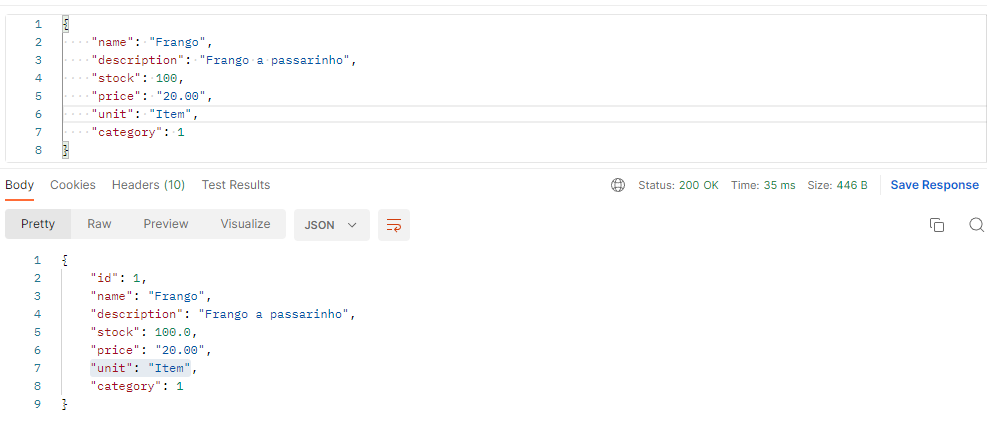 1 {
2 "name": "Frango",
3 "description": "Frango a passarinho",
4 "stock": 100,
5 "price": "20.00",
6 "unit": "Item",
7 "category": 1
8 }
Body Cookies Headers (10) Test Results Status: 200 OK Time: 35 ms Size: 446 B Save Response
Pretty Raw Preview Visualize JSON
1 {
2 "id": 1,
3 "name": "Frango",
4 "description": "Frango a passarinho",
5 "stock": 100.0,
6 "price": "20.00",
7 "unit": "Item",
8 "category": 1
9 }